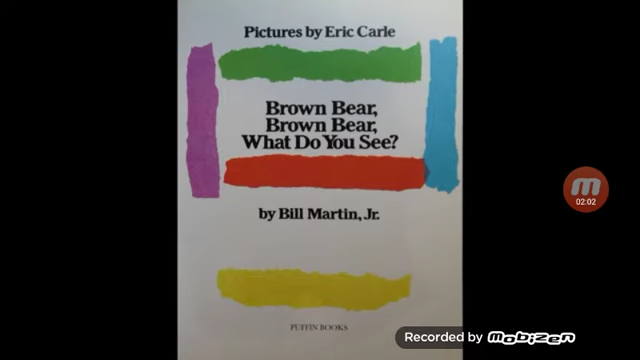 Pictures by Eric Carle
Brown Bear,
Brown Bear,
What Do You See?
by Bill Martin, Jr.
PUFFIN BOOKS
02:02
Recorded by mobizen